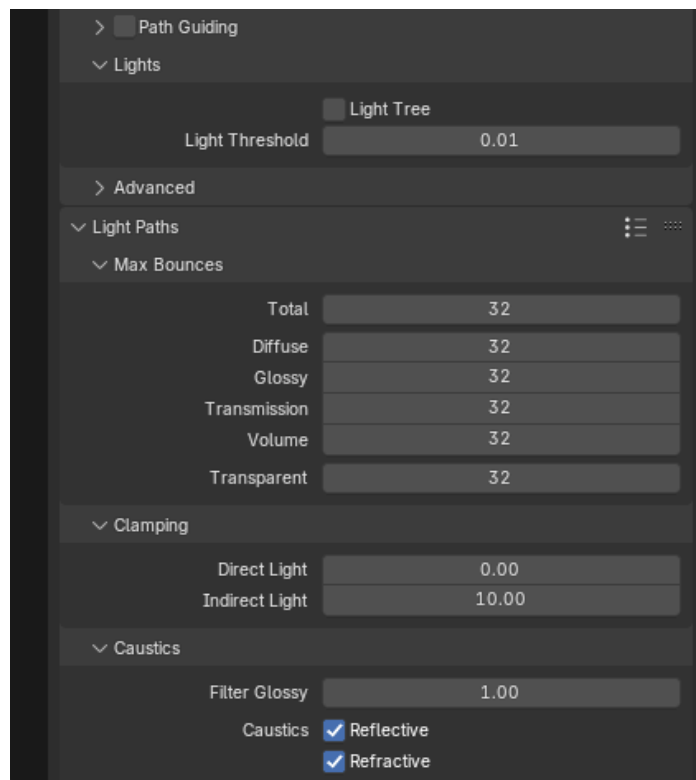 Path Guiding
Lights
Light Tree
Light Threshold 0.01
Advanced
Light Paths
Max Bounces
Total 32
Diffuse 32
Glossy 32
Transmission 32
Volume 32
Transparent 32
Clamping
Direct Light 0.00
Indirect Light 10.00
Caustics
Filter Glossy 1.00
Caustics Reflective
Refractive